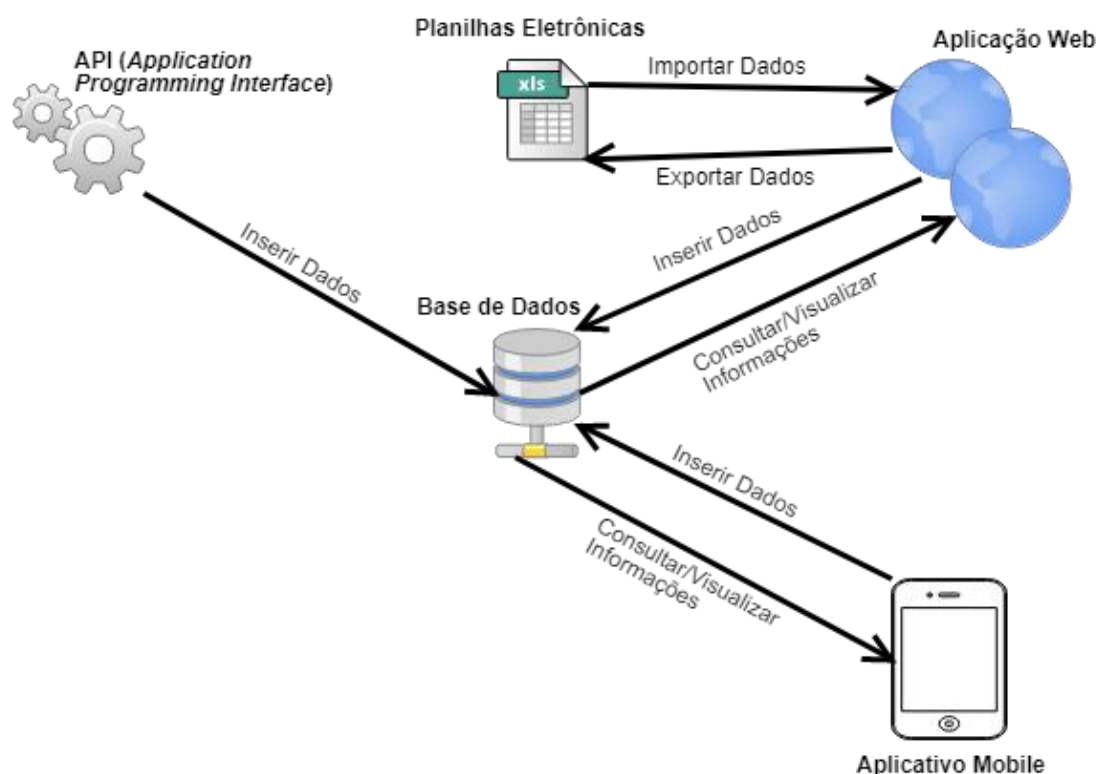 Planilhas Eletrônicas
Aplicação Web
API (Application
Programming Interface)
xls
Importar Dados
Exportar Dados
Inserir Dados
Inserir Dados
Base de Dados
Consultar/Visualizar
Informações
Inserir Dados
Consultar/Visualizar
Informações
Aplicativo Mobile